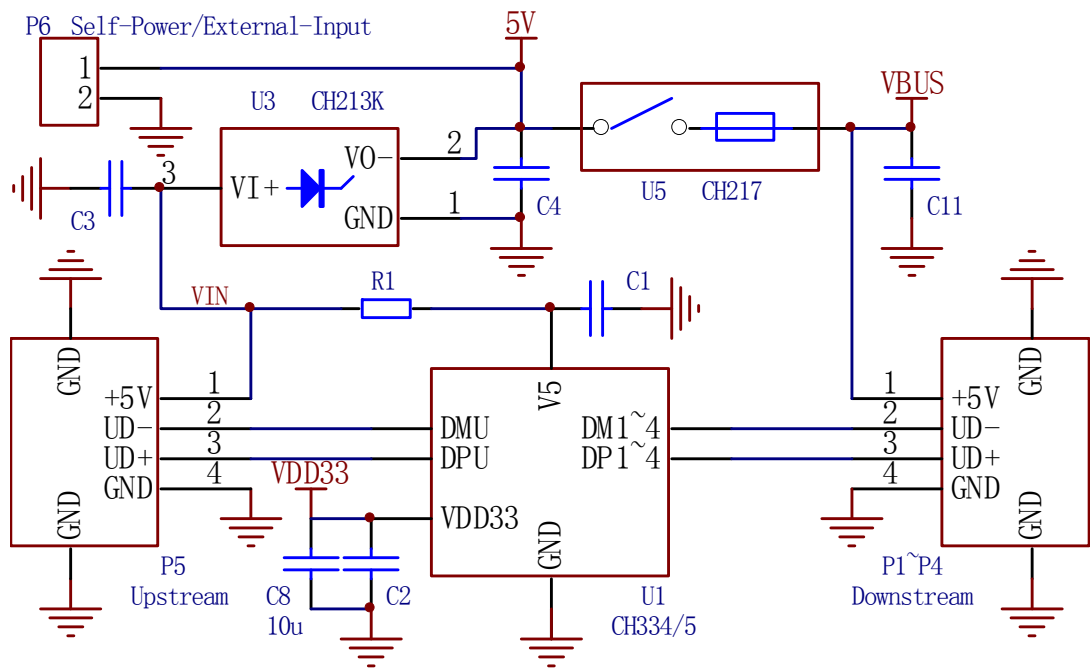 P6 Self-Power/External-Input
5V
1
2
U3 CH213K
VBUS
VO-
2
3
VI+
GND
1
C3
C4
U5 CH217
C11
VIN
R1
C1
GND
+5V
1
UD-
2
UD+
3
GND
4
GND
P5
Upstream
VDD33
C8
10u
C2
V5
DMU
DPU
VDD33
GND
DM1~4
DP1~4
U1
CH334/5
GND
1
+5V
2
UD-
3
UD+
4
GND
GND
P1~P4
Downstream